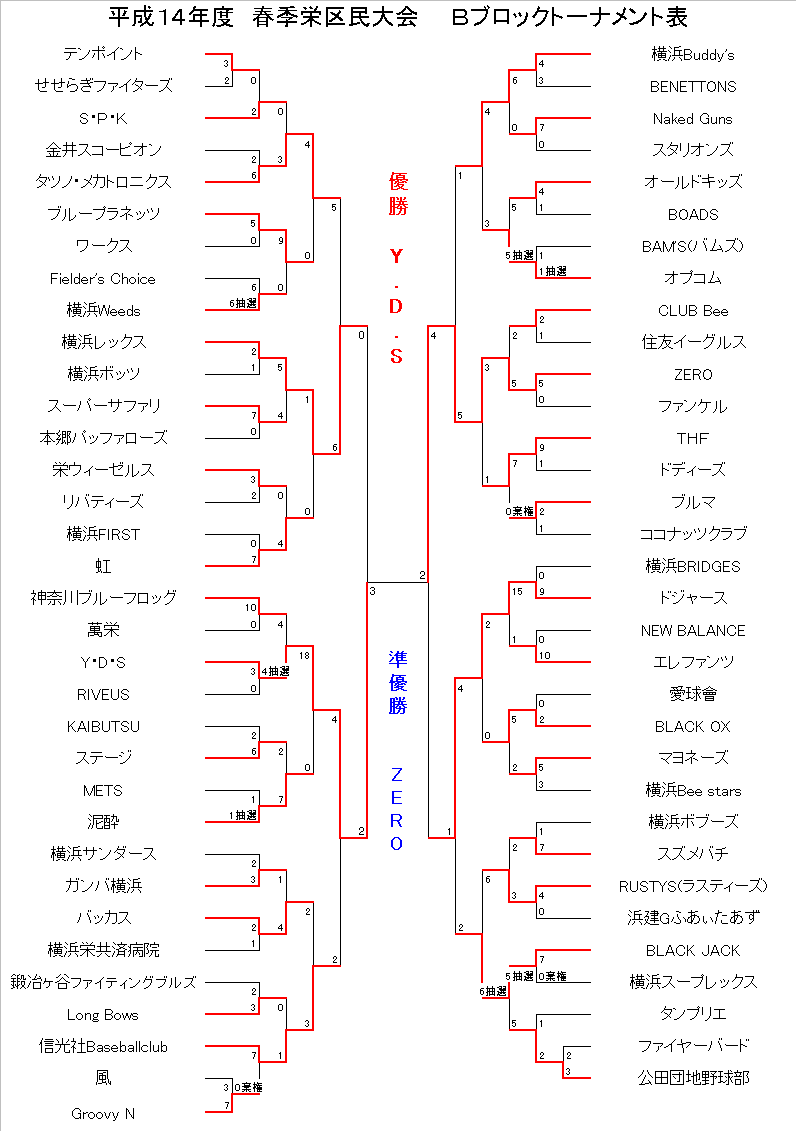 平成14年度　春季栄区民大会　Bブロックトーナメント表
テンポイント
せせらぎファイターズ
S・P・K
金井スコーピオン
タツノ・メカトロニクス
ブループラネッツ
ワークス
Fielder's Choice
横浜Weeds
横浜レックス
横浜ボッツ
スーパーサファリ
本郷バッファローズ
栄ウィーゼルス
リバティーズ
横浜FIRST
虹
神奈川ブルーフロッグ
萬栄
Y・D・S
RIVEUS
KAIBUTSU
ステージ
METS
泥酔
横浜サンダース
ガンバ横浜
バッカス
横浜栄共済病院
鍛冶ヶ谷ファイティングブルズ
Long Bows
信光社Baseballclub
風
Groovy N
3
2
0
2
0
2
6
3
4
5
0
9
6
6抽選
0
0
5
2
1
5
7
0
4
1
3
2
0
0
7
4
0
6
0
10
0
4
3
0
4抽選
18
2
6
2
1
1抽選
7
0
4
2
3
1
2
1
4
2
2
3
0
7
3
7
0棄権
1
3
2
2
3
優勝　Y．D．S
準優勝　ZERO
横浜Buddy's
BENETTONS
Naked Guns
スタリオンズ
オールドキッズ
BOADS
BAM'S(バムズ)
オプコム
CLUB Bee
住友イーグルス
ZERO
ファンケル
THF
ドディーズ
ブルマ
ココナッツクラブ
横浜BRIDGES
ドジャース
NEW BALANCE
エレファンツ
愛球會
BLACK OX
マヨネーズ
横浜Bee stars
横浜ボブーズ
スズメバチ
RUSTYS(ラスティーズ)
浜建Gふあぃたあず
BLACK JACK
横浜スープレックス
タンプリエ
ファイヤーバード
公田団地野球部
4
3
6
7
0
0
4
4
1
5
1
1抽選
5抽選
3
1
2
1
2
5
0
5
3
9
1
7
2
1
0棄権
1
5
4
0
9
15
0
10
1
2
0
2
5
5
3
2
0
4
1
7
2
4
0
3
6
7
0棄権
5抽選
1
2
3
2
5
6抽選
2
1
2